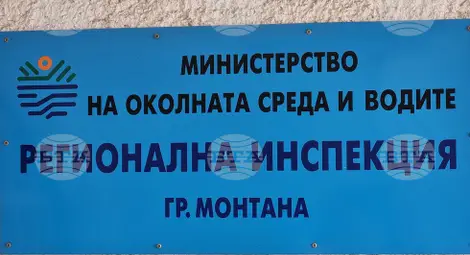 МИНИСТЕРСТВО
НА ОКОЛНАТА СРЕДА И ВОДИТЕ
РЕГИОНАЛНА ИНСПЕКЦИЯ
ГР. МОНТАНА